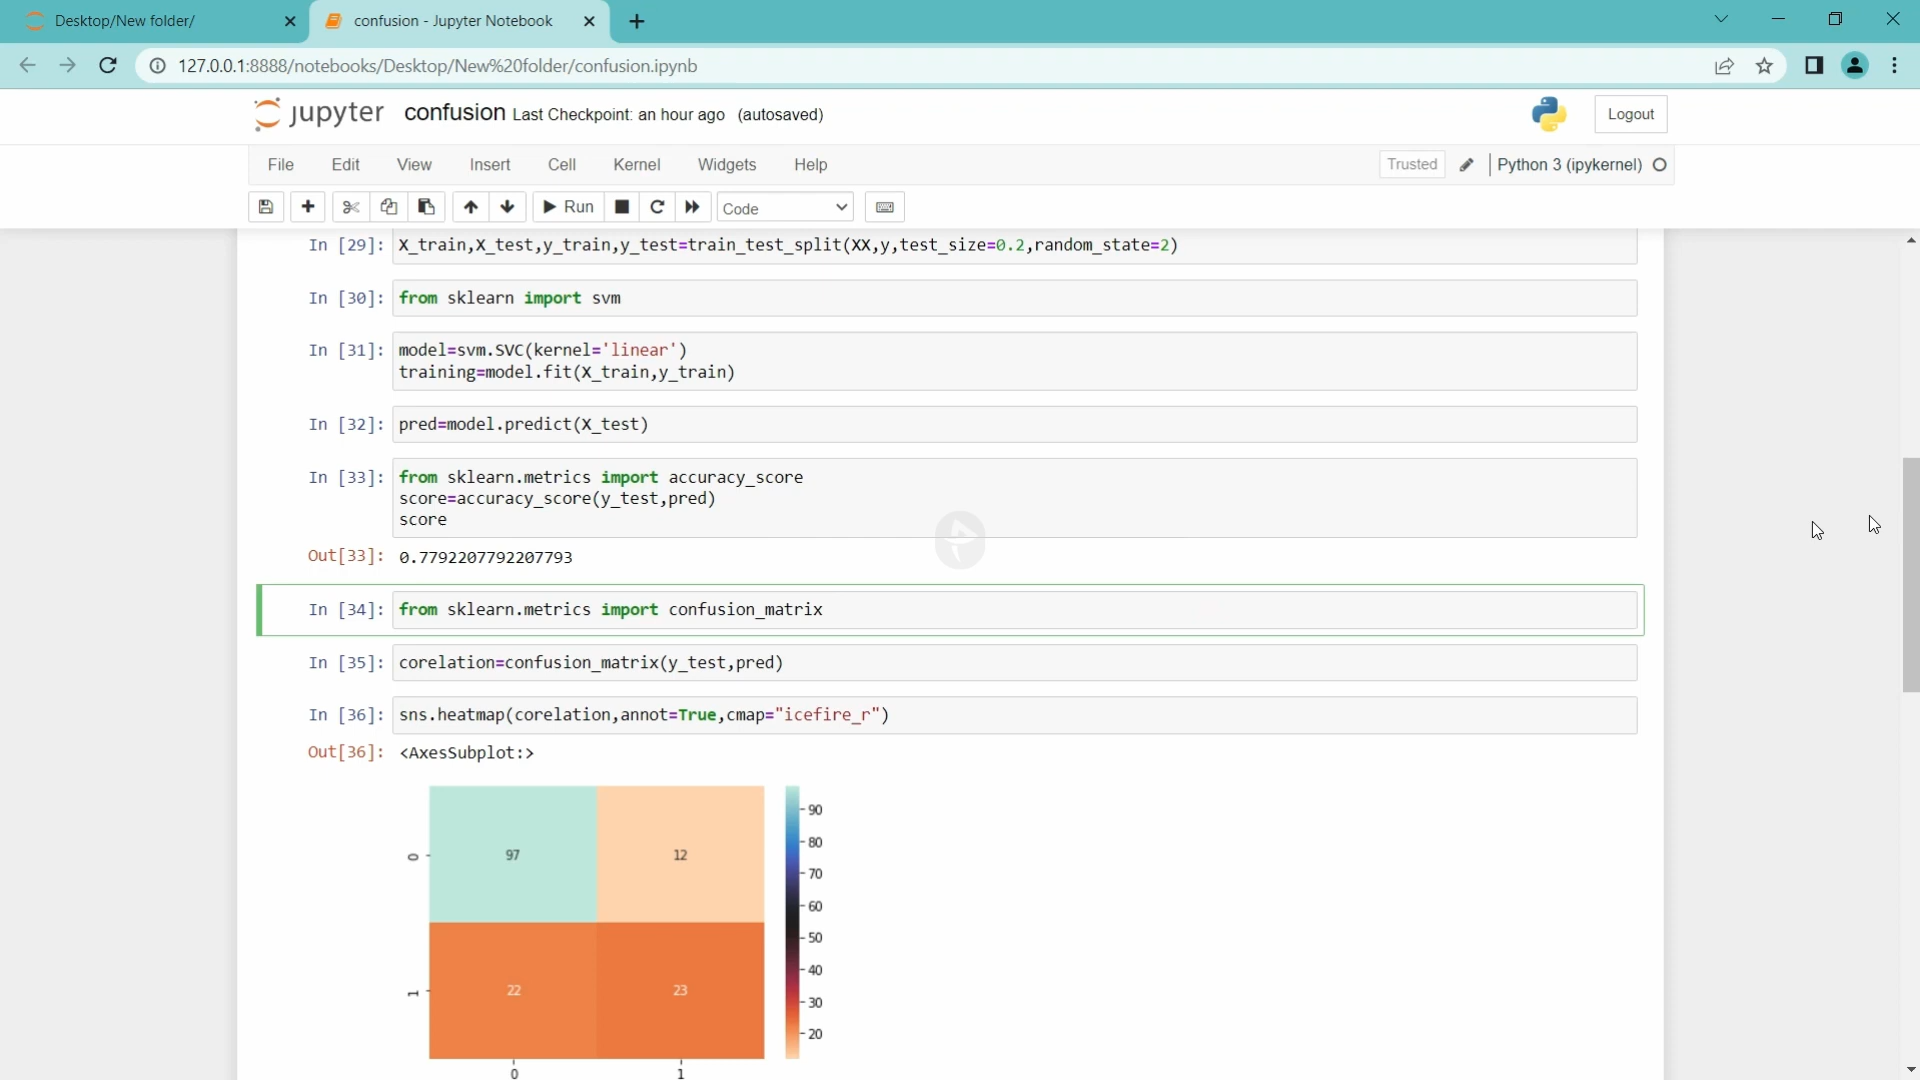 Desktop/New folder/
confusion - Jupyter Notebook
127.0.0.1:8888/notebooks/Desktop/New%20folder/confusion.ipynb
jupyter confusion Last Checkpoint: an hour ago (autosaved)
Logout
File Edit View Insert Cell Kernel Widgets Help
Trusted
Python 3 (ipykernel)
Run
Code
In [29]: X_train,X_test,y_train,y_test=train_test_split(XX,y,test_size=0.2,random_state=2)
In [30]: from sklearn import svm
In [31]: model=svm.SVC(kernel='linear')
training=model.fit(X_train,y_train)
In [32]: pred=model.predict(X_test)
In [33]: from sklearn.metrics import accuracy_score
score=accuracy_score(y_test,pred)
score
Out[33]: 0.7792207792207793
In [34]: from sklearn.metrics import confusion_matrix
In [35]: corelation=confusion_matrix(y_test,pred)
In [36]: sns.heatmap(corelation,annot=True,cmap="icefire_r")
Out[36]: <AxesSubplot:>
90
80
70
60
50
40
30
20
0
97
12
1
22
23
0
1